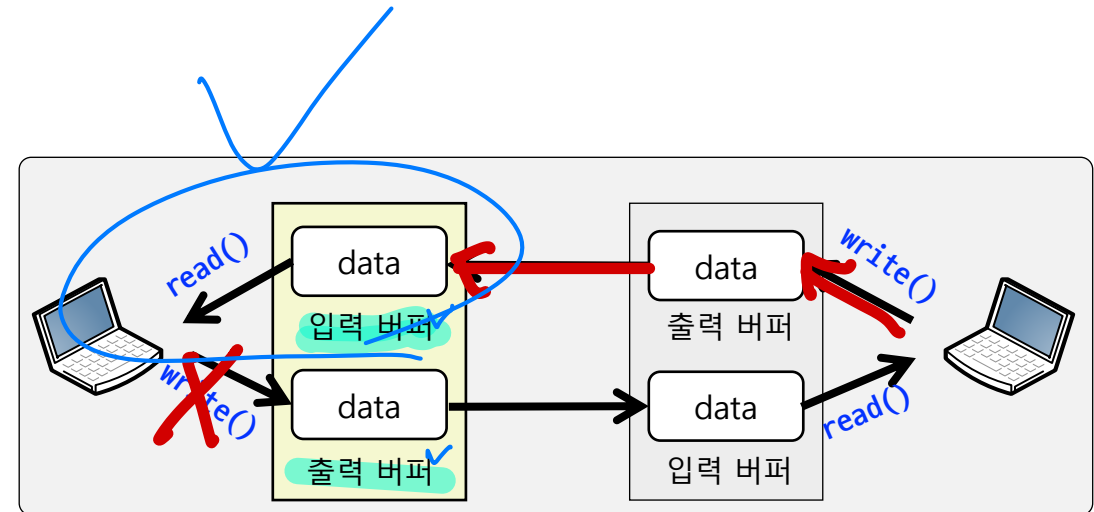 read()
data
입력 버퍼
write()
data
출력 버퍼
data
출력 버퍼
write()
data
입력 버퍼
read()